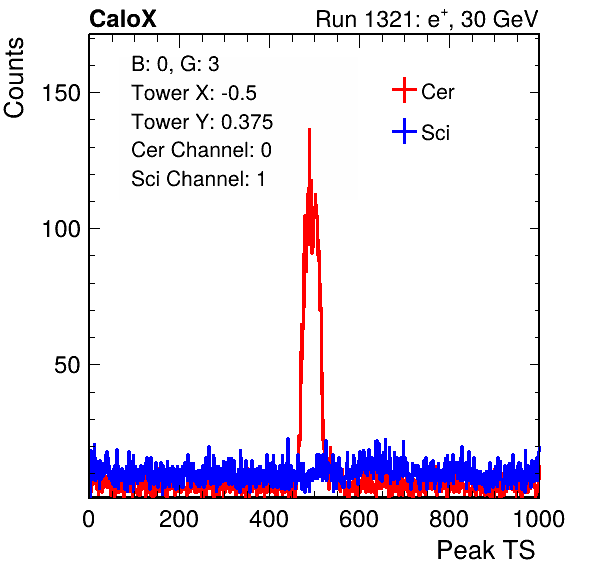 CaloX Run 1321: e⁺, 30 GeV
Counts
B: 0, G: 3
Tower X: -0.5
Tower Y: 0.375
Cer Channel: 0
Sci Channel: 1
Cer
Sci
150
100
50
0 200 400 600 800 1000
Peak TS